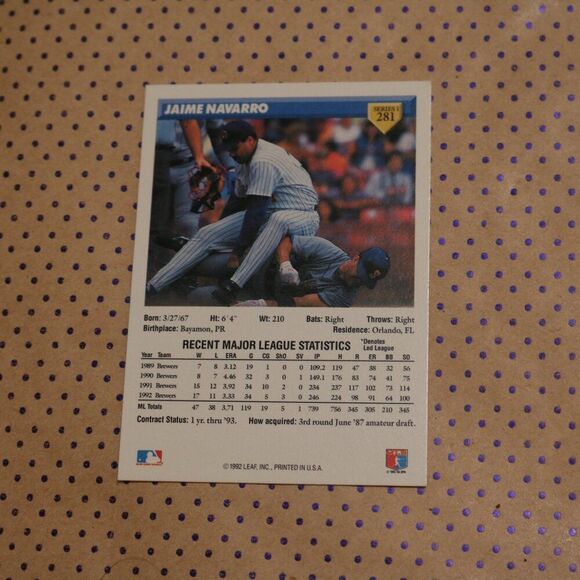 JAIME NAVARRO
SERIES 1
281
Born: 3/27/67 Ht: 6'4" Wt: 210 Bats: Right Throws: Right
Birthplace: Bayamon, PR Residence: Orlando, FL
RECENT MAJOR LEAGUE STATISTICS *Denotes Led League
Year Team W L ERA G CG ShO SV IP H R ER BB SO
1989 Brewers 7 8 3.12 19 1 0 0 109.2 119 47 38 32 56
1990 Brewers 8 7 4.46 32 3 0 1 149.1 176 83 74 41 75
1991 Brewers 15 12 3.92 34 10 2 0 234 237 117 102 73 114
1992 Brewers 17 11 3.33 34 5 3 0 246 224 98 91 64 100
ML Totals 47 38 3.71 119 19 5 1 739 756 345 305 210 345
Contract Status: 1 yr. thru '93. How acquired: 3rd round June '87 amateur draft.
©1992 LEAF, INC., PRINTED IN U.S.A.